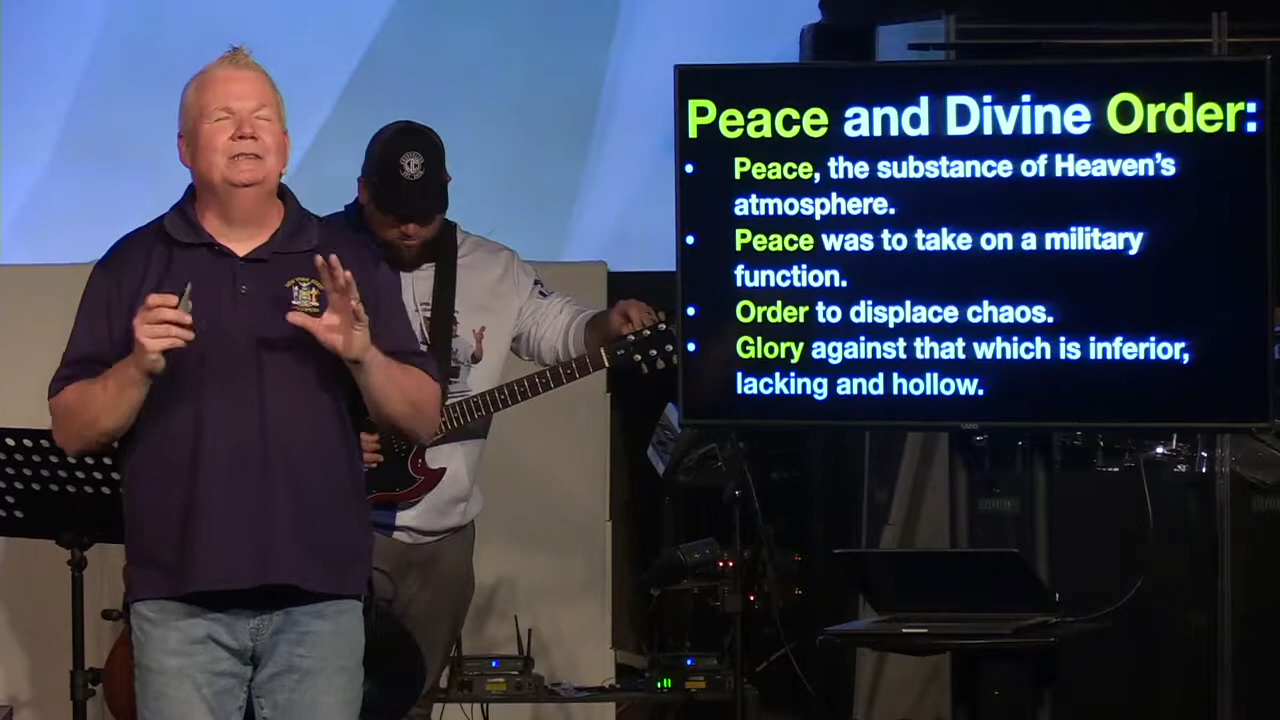 Peace and Divine Order:
• Peace, the substance of Heaven's
atmosphere.
• Peace was to take on a military
function.
• Order to displace chaos.
• Glory against that which is inferior,
lacking and hollow.
VIZIO